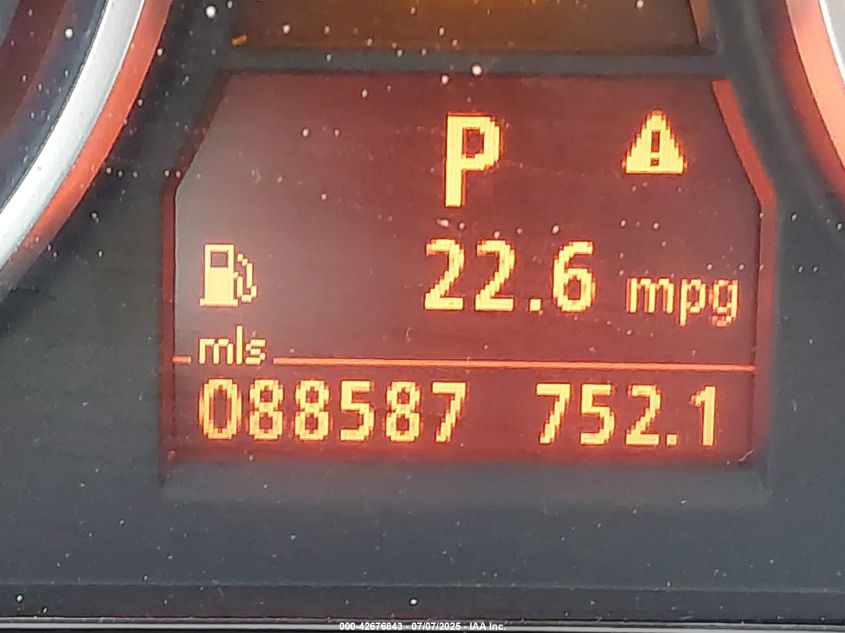 P
22.6 mpg
mls
088587 752.1
000-42676843 - 07/07/2025 - IAA Inc.